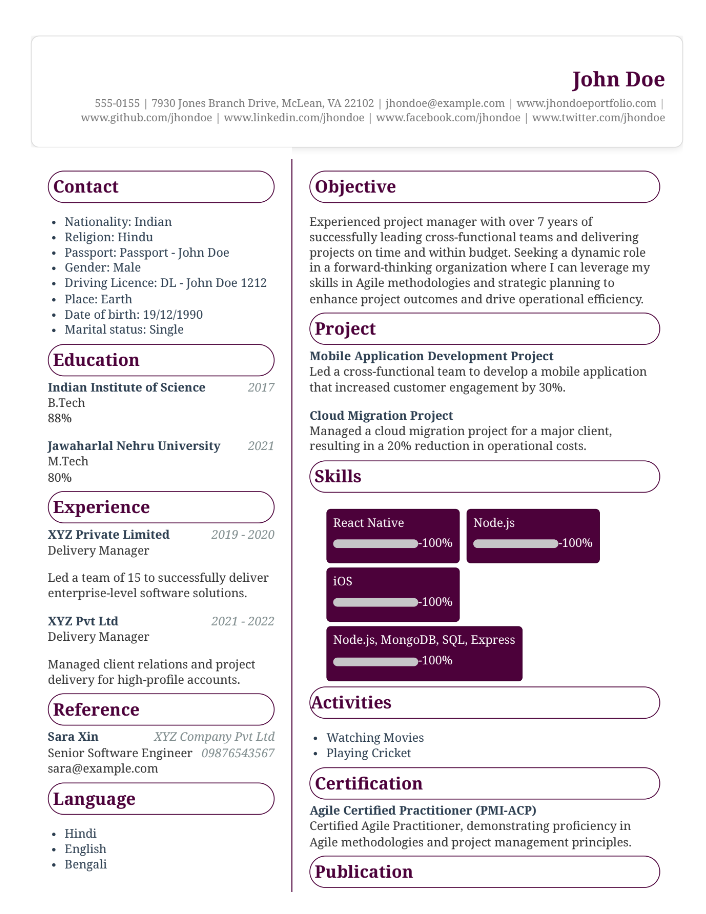 John Doe
555-0155 | 7930 Jones Branch Drive, McLean, VA 22102 | jhondoe@example.com | www.jhondoeportfolio.com |
www.github.com/jhondoe | www.linkedin.com/jhondoe | www.facebook.com/jhondoe | www.twitter.com/jhondoe
Contact
• Nationality: Indian
• Religion: Hindu
• Passport: Passport - John Doe
• Gender: Male
• Driving Licence: DL - John Doe 1212
• Place: Earth
• Date of birth: 19/12/1990
• Marital status: Single
Education
Indian Institute of Science 2017
B.Tech
88%
Jawaharlal Nehru University 2021
M.Tech
80%
Experience
XYZ Private Limited 2019 - 2020
Delivery Manager
Led a team of 15 to successfully deliver
enterprise-level software solutions.
XYZ Pvt Ltd 2021 - 2022
Delivery Manager
Managed client relations and project
delivery for high-profile accounts.
Reference
Sara Xin XYZ Company Pvt Ltd
Senior Software Engineer 09876543567
sara@example.com
Language
• Hindi
• English
• Bengali
Objective
Experienced project manager with over 7 years of
successfully leading cross-functional teams and delivering
projects on time and within budget. Seeking a dynamic role
in a forward-thinking organization where I can leverage my
skills in Agile methodologies and strategic planning to
enhance project outcomes and drive operational efficiency.
Project
Mobile Application Development Project
Led a cross-functional team to develop a mobile application
that increased customer engagement by 30%.
Cloud Migration Project
Managed a cloud migration project for a major client,
resulting in a 20% reduction in operational costs.
Skills
React Native Node.js
-100% -100%
iOS
-100%
Node.js, MongoDB, SQL, Express
-100%
Activities
• Watching Movies
• Playing Cricket
Certification
Agile Certified Practitioner (PMI-ACP)
Certified Agile Practitioner, demonstrating proficiency in
Agile methodologies and project management principles.
Publication